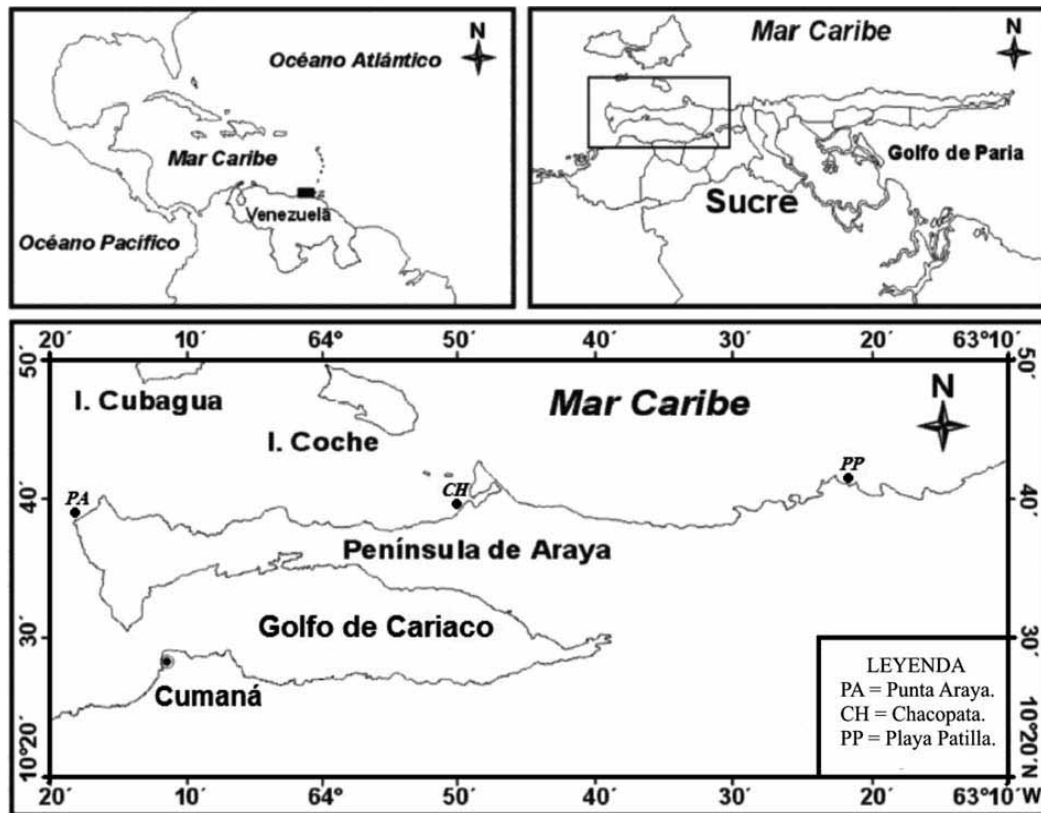 N
Océano Atlántico
Mar Caribe
Venezuela
Océano Pacífico
Mar Caribe
N
Golfo de Paria
Sucre
20´ 10´ 64° 50´ 40´ 30´ 20´ 63°10´
50´
50´
I. Cubagua
Mar Caribe
N
I. Coche
PP
CH
PA
40´
40´
Península de Araya
Golfo de Cariaco
30´
30´
Cumaná
LEYENDA
PA = Punta Araya.
CH = Chacopata.
PP = Playa Patilla.
10°20´
10°20´N
20´ 10´ 64° 50´ 40´ 30´ 20´ 63°10´W